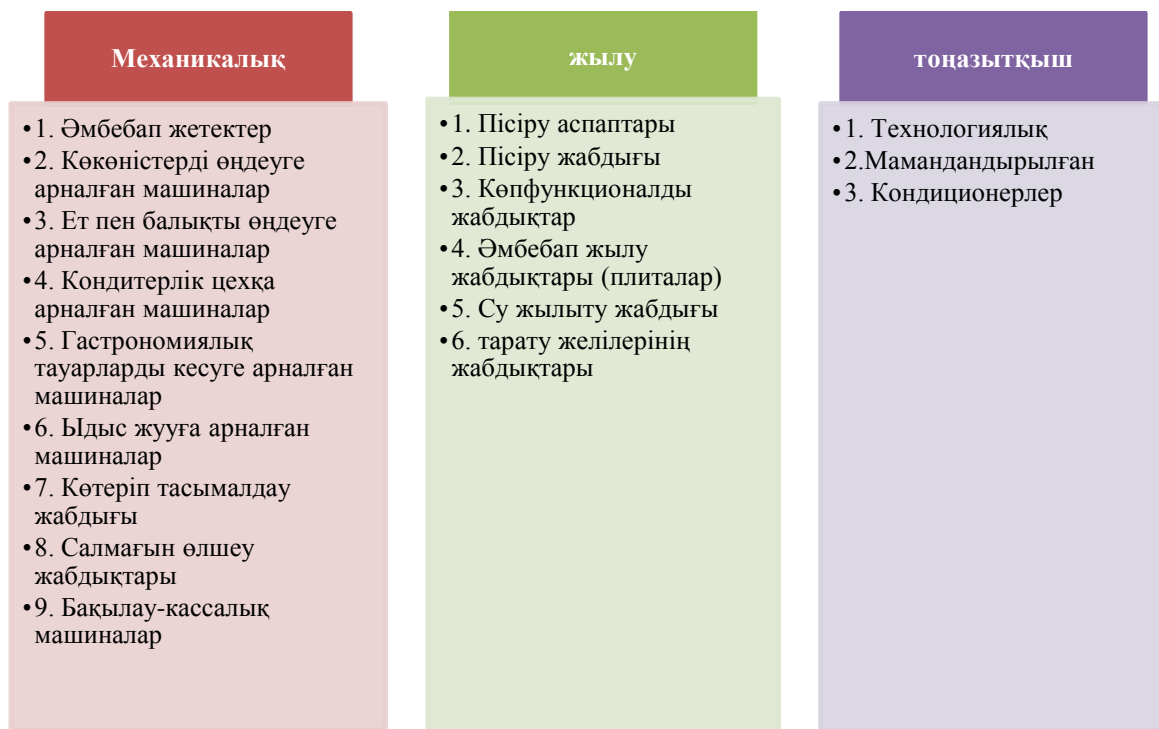 Механикалық
•1. Әмбебап жетектер
•2. Көкөністерді өңдеуге
арналған машиналар
•3. Ет пен балықты өңдеуге
арналған машиналар
•4. Кондитерлік цехқа
арналған машиналар
•5. Гастрономиялық
тауарларды кесуге арналған
машиналар
•6. Ыдыс жууға арналған
машиналар
•7. Көтеріп тасымалдау
жабдығы
•8. Салмағын өлшеу
жабдықтары
•9. Бақылау-кассалық
машиналар
жылу
•1. Пісіру аспаптары
•2. Пісіру жабдығы
•3. Көпфункционалды
жабдықтар
•4. Әмбебап жылу
жабдықтары (плиталар)
•5. Су жылыту жабдығы
•6. тарату желілерінің
жабдықтары
тоңазытқыш
•1. Технологиялық
•2.Мамандандырылған
•3. Кондиционерлер